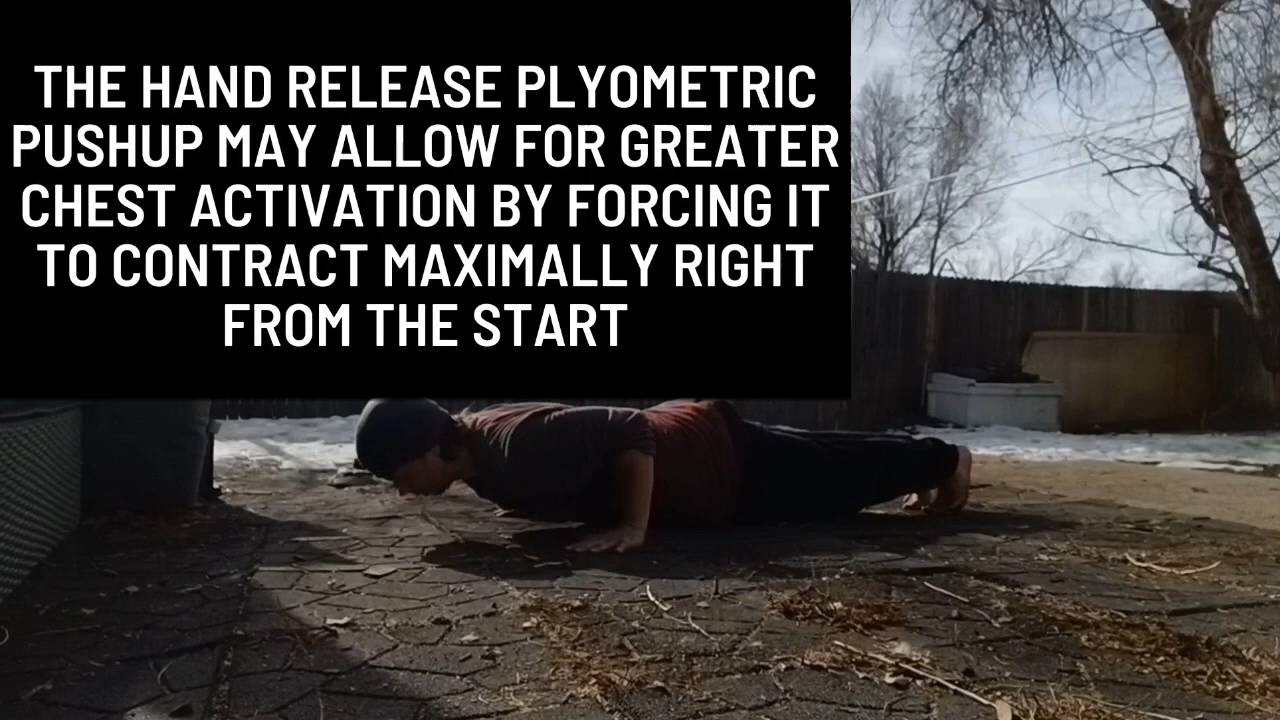 THE HAND RELEASE PLYOMETRIC
PUSHUP MAY ALLOW FOR GREATER
CHEST ACTIVATION BY FORCING IT
TO CONTRACT MAXIMALLY RIGHT
FROM THE START